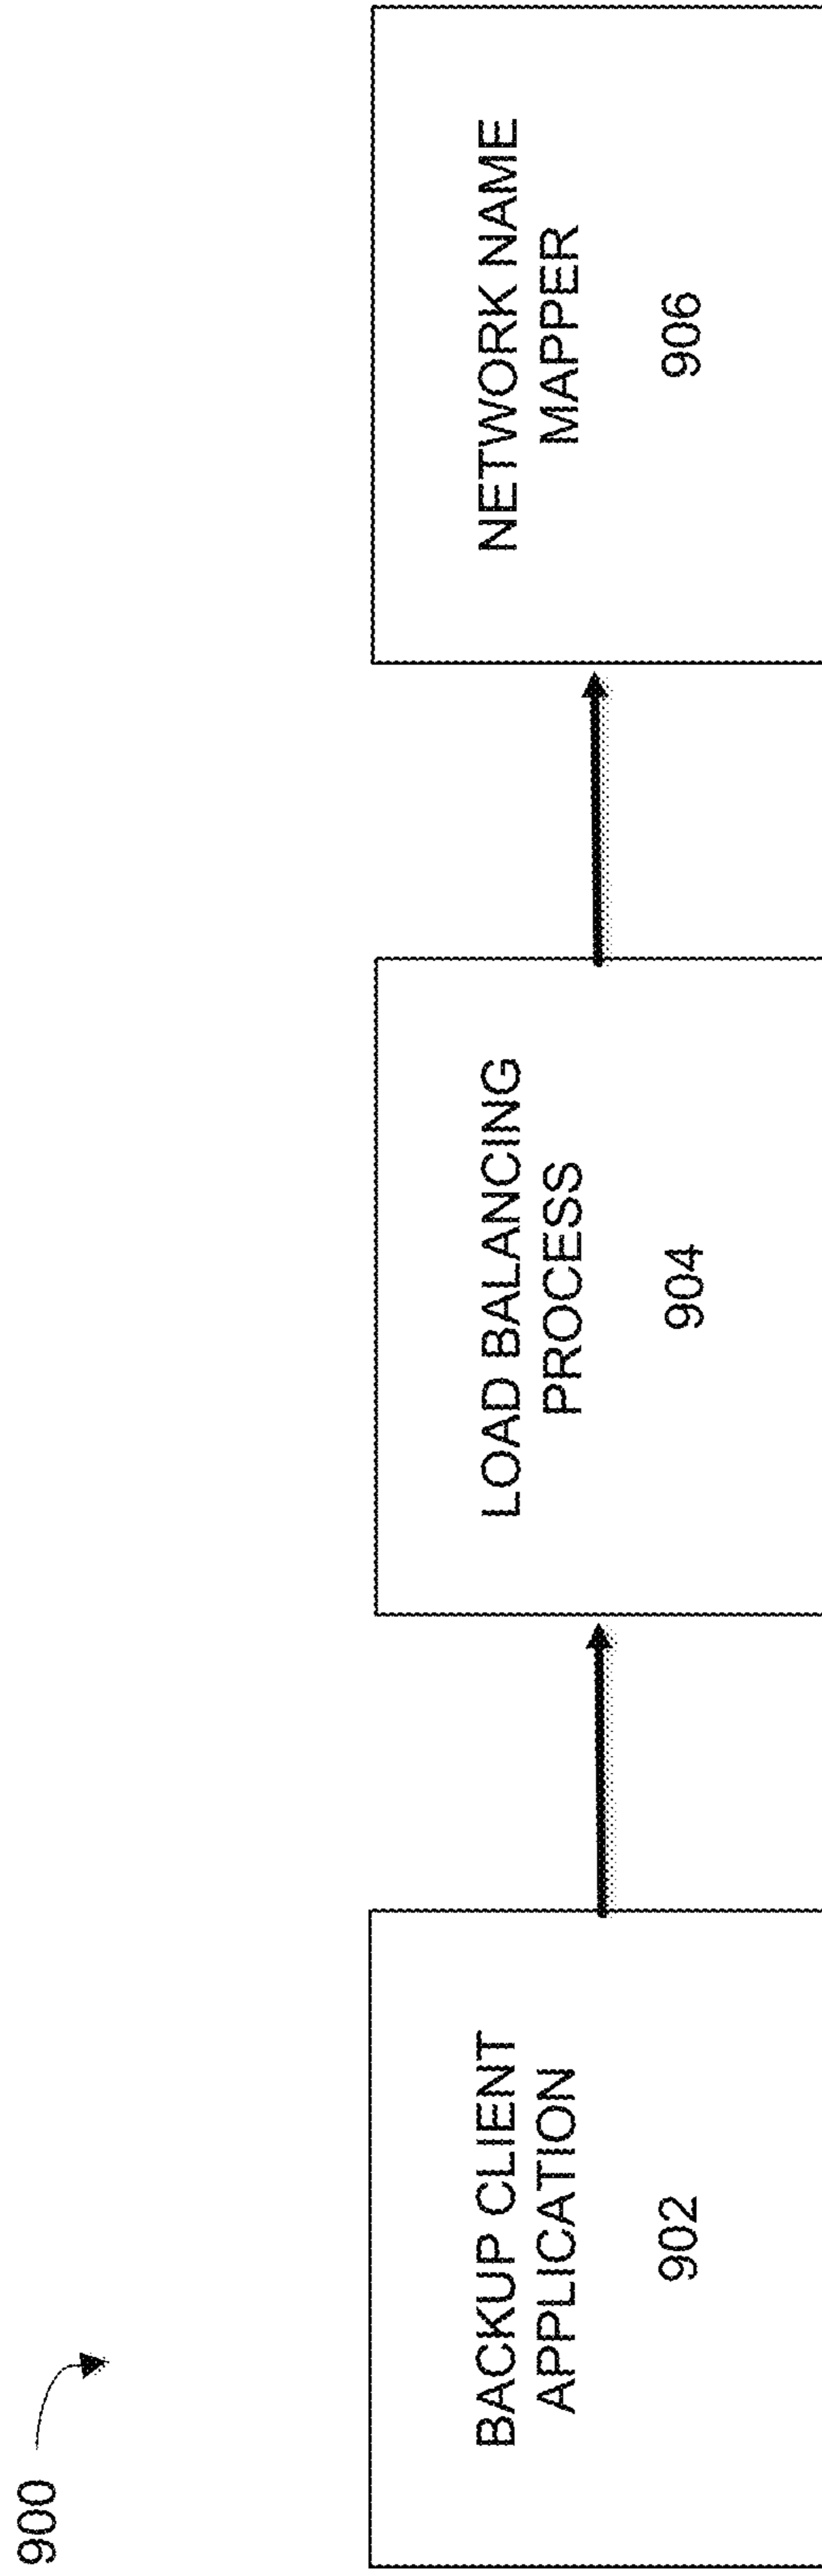 900
BACKUP CLIENT
APPLICATION
902
LOAD BALANCING
PROCESS
904
NETWORK NAME
MAPPER
906